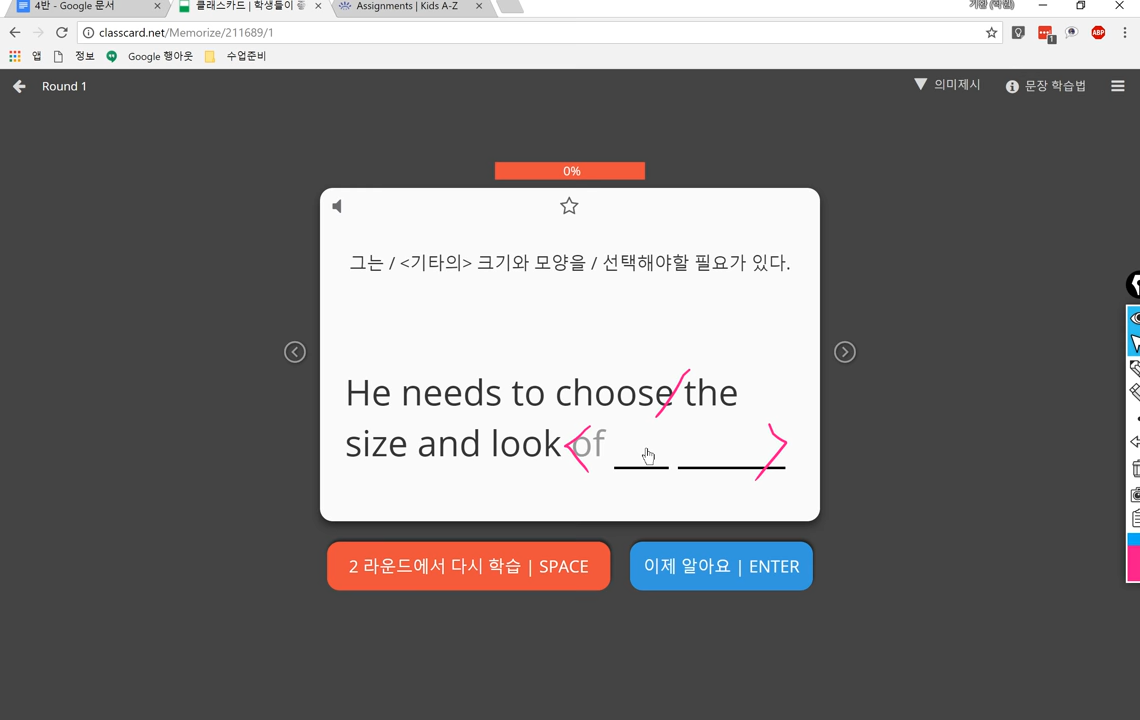 4반 - Google 문서
클래스카드 | 학생들이 좋
Assignments | Kids A-Z
classcard.net/Memorize/211689/1
1
ABP
앱
정보
Google 행아웃
수업준비
Round 1
의미제시
문장 학습법
0%
그는 / <기타의> 크기와 모양을 / 선택해야할 필요가 있다.
He needs to choose / the
size and look < of >
2 라운드에서 다시 학습 | SPACE
이제 알아요 | ENTER